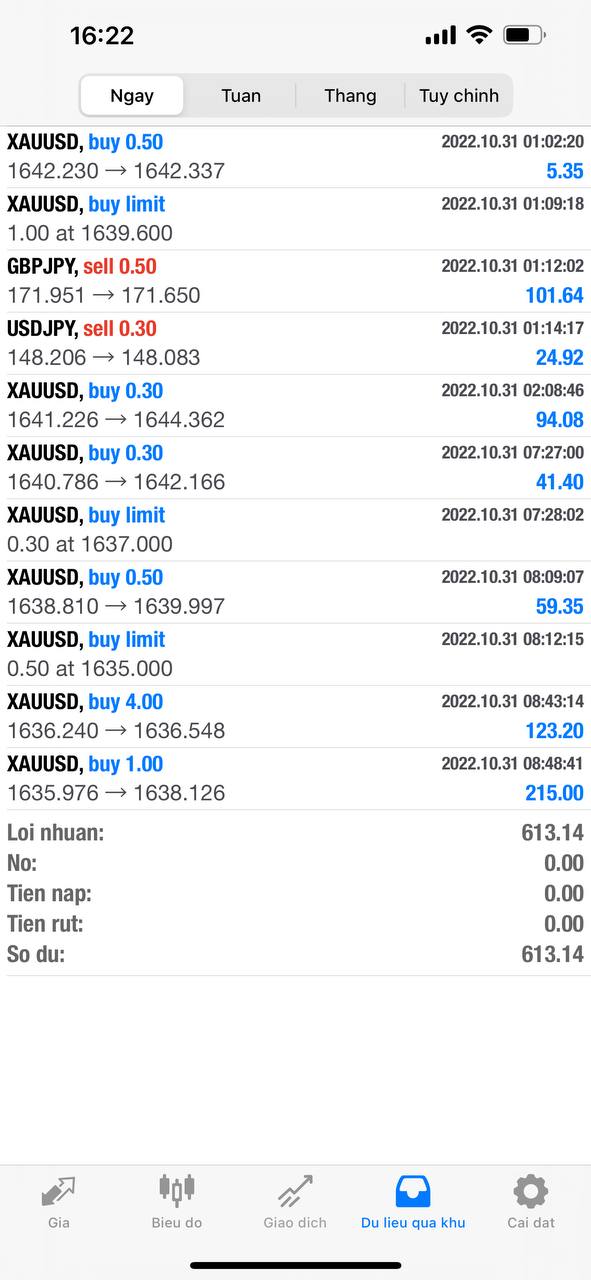 16:22
Ngay Tuan Thang Tuy chinh
XAUUSD, buy 0.50 2022.10.31 01:02:20
1642.230 → 1642.337 5.35
XAUUSD, buy limit 2022.10.31 01:09:18
1.00 at 1639.600
GBPJPY, sell 0.50 2022.10.31 01:12:02
171.951 → 171.650 101.64
USDJPY, sell 0.30 2022.10.31 01:14:17
148.206 → 148.083 24.92
XAUUSD, buy 0.30 2022.10.31 02:08:46
1641.226 → 1644.362 94.08
XAUUSD, buy 0.30 2022.10.31 07:27:00
1640.786 → 1642.166 41.40
XAUUSD, buy limit 2022.10.31 07:28:02
0.30 at 1637.000
XAUUSD, buy 0.50 2022.10.31 08:09:07
1638.810 → 1639.997 59.35
XAUUSD, buy limit 2022.10.31 08:12:15
0.50 at 1635.000
XAUUSD, buy 4.00 2022.10.31 08:43:14
1636.240 → 1636.548 123.20
XAUUSD, buy 1.00 2022.10.31 08:48:41
1635.976 → 1638.126 215.00
Loi nhuan: 613.14
No: 0.00
Tien nap: 0.00
Tien rut: 0.00
So du: 613.14
Gia Bieu do Giao dich Du lieu qua khu Cai dat